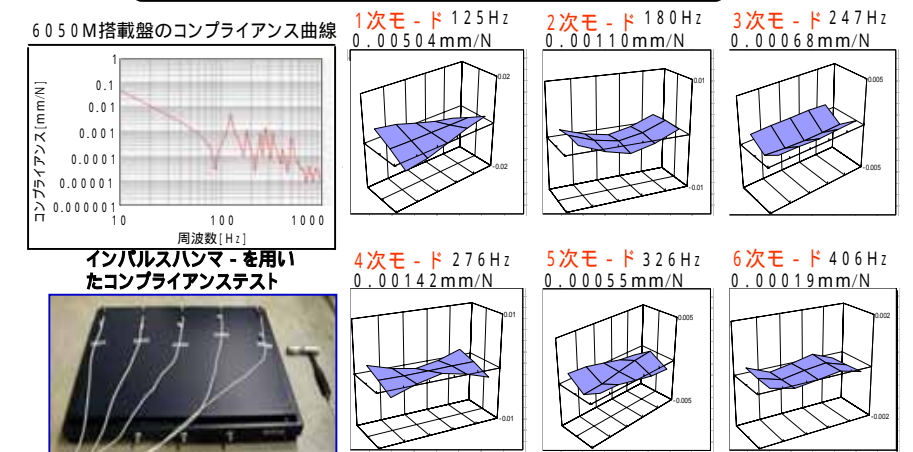 6050M搭載盤のコンプライアンス曲線
コンプライアンス[mm/N]
1
0.1
0.01
0.001
0.0001
0.00001
0.000001
10 100 1000
周波数[Hz]
インパルスハンマ-を用い
たコンプライアンステスト
1次モ-ド 125Hz
0.00504mm/N
0.02
-0.02
2次モ-ド 180Hz
0.00110mm/N
0.01
-0.01
3次モ-ド 247Hz
0.00068mm/N
0.005
-0.005
4次モ-ド 276Hz
0.00142mm/N
0.01
-0.01
5次モ-ド 326Hz
0.00055mm/N
0.005
-0.005
6次モ-ド 406Hz
0.00019mm/N
0.002
-0.002